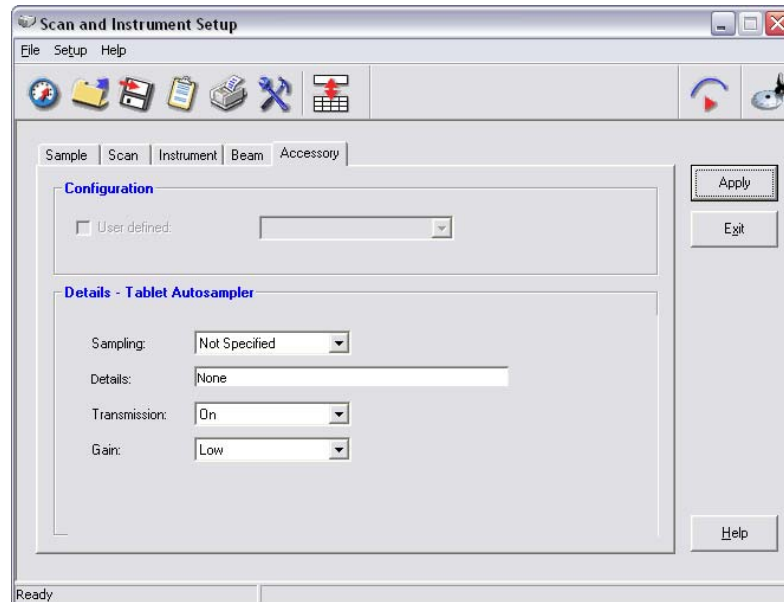 Scan and Instrument Setup
File Setup Help
Sample Scan Instrument Beam Accessory
Configuration
User defined:
Details - Tablet Autosampler
Sampling: Not Specified
Details: None
Transmission: On
Gain: Low
Apply
Exit
Help
Ready